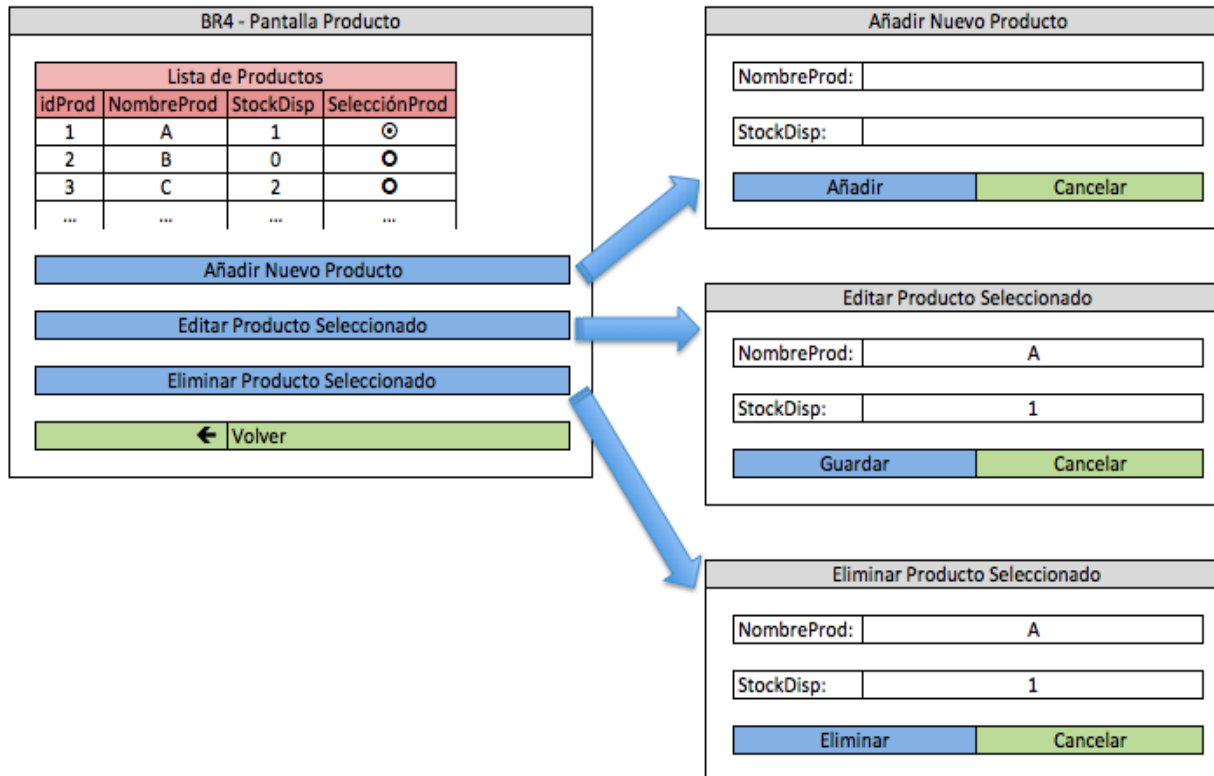 BR4 - Pantalla Producto
Lista de Productos
idProd NombreProd StockDisp SelecciónProd
1 A 1
2 B 0
3 C 2
... ... ... ...
Añadir Nuevo Producto
Editar Producto Seleccionado
Eliminar Producto Seleccionado
← Volver
Añadir Nuevo Producto
NombreProd:
StockDisp:
Añadir Cancelar
Editar Producto Seleccionado
NombreProd: A
StockDisp: 1
Guardar Cancelar
Eliminar Producto Seleccionado
NombreProd: A
StockDisp: 1
Eliminar Cancelar